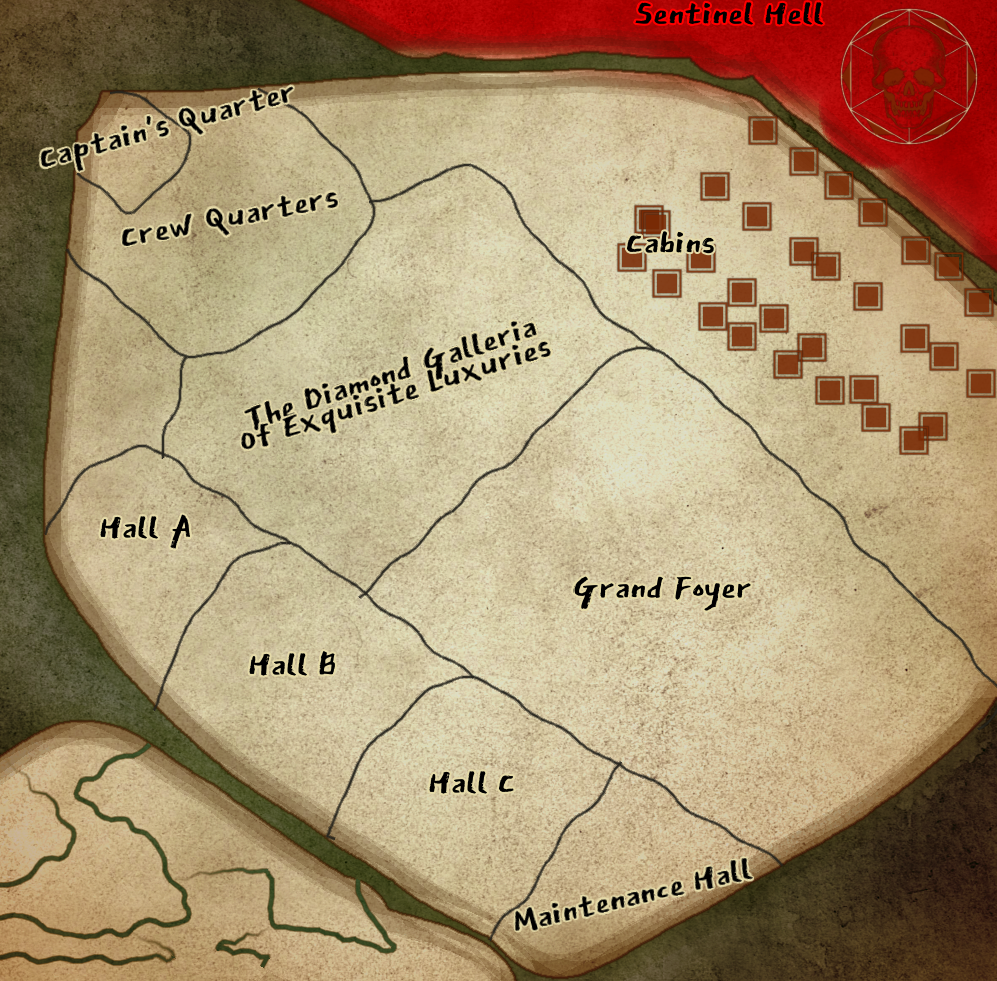 Sentinel Hell
Captain's Quarter
Crew Quarters
Cabins
The Diamond Galleria
of Exquisite Luxuries
Hall A
Grand Foyer
Hall B
Hall C
Maintenance Hall